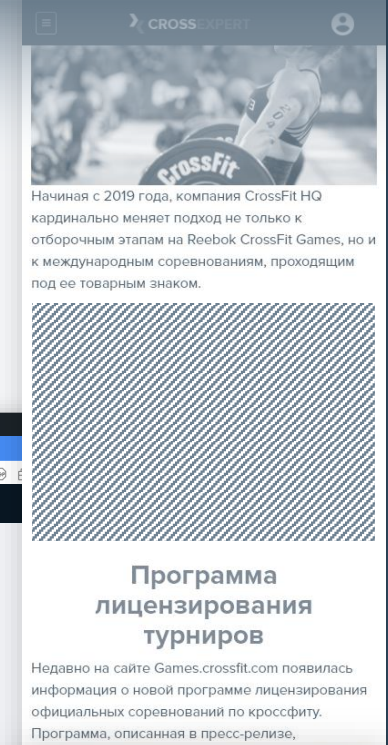 CROSSEXPERT
CrossFit
Начиная с 2019 года, компания CrossFit HQ
кардинально меняет подход не только к
отборочным этапам на Reebok CrossFit Games, но и
к международным соревнованиям, проходящим
под ее товарным знаком.
Программа
лицензирования
турниров
Недавно на сайте Games.crossfit.com появилась
информация о новой программе лицензирования
официальных соревнований по кроссфиту.
Программа, описанная в пресс-релизе,